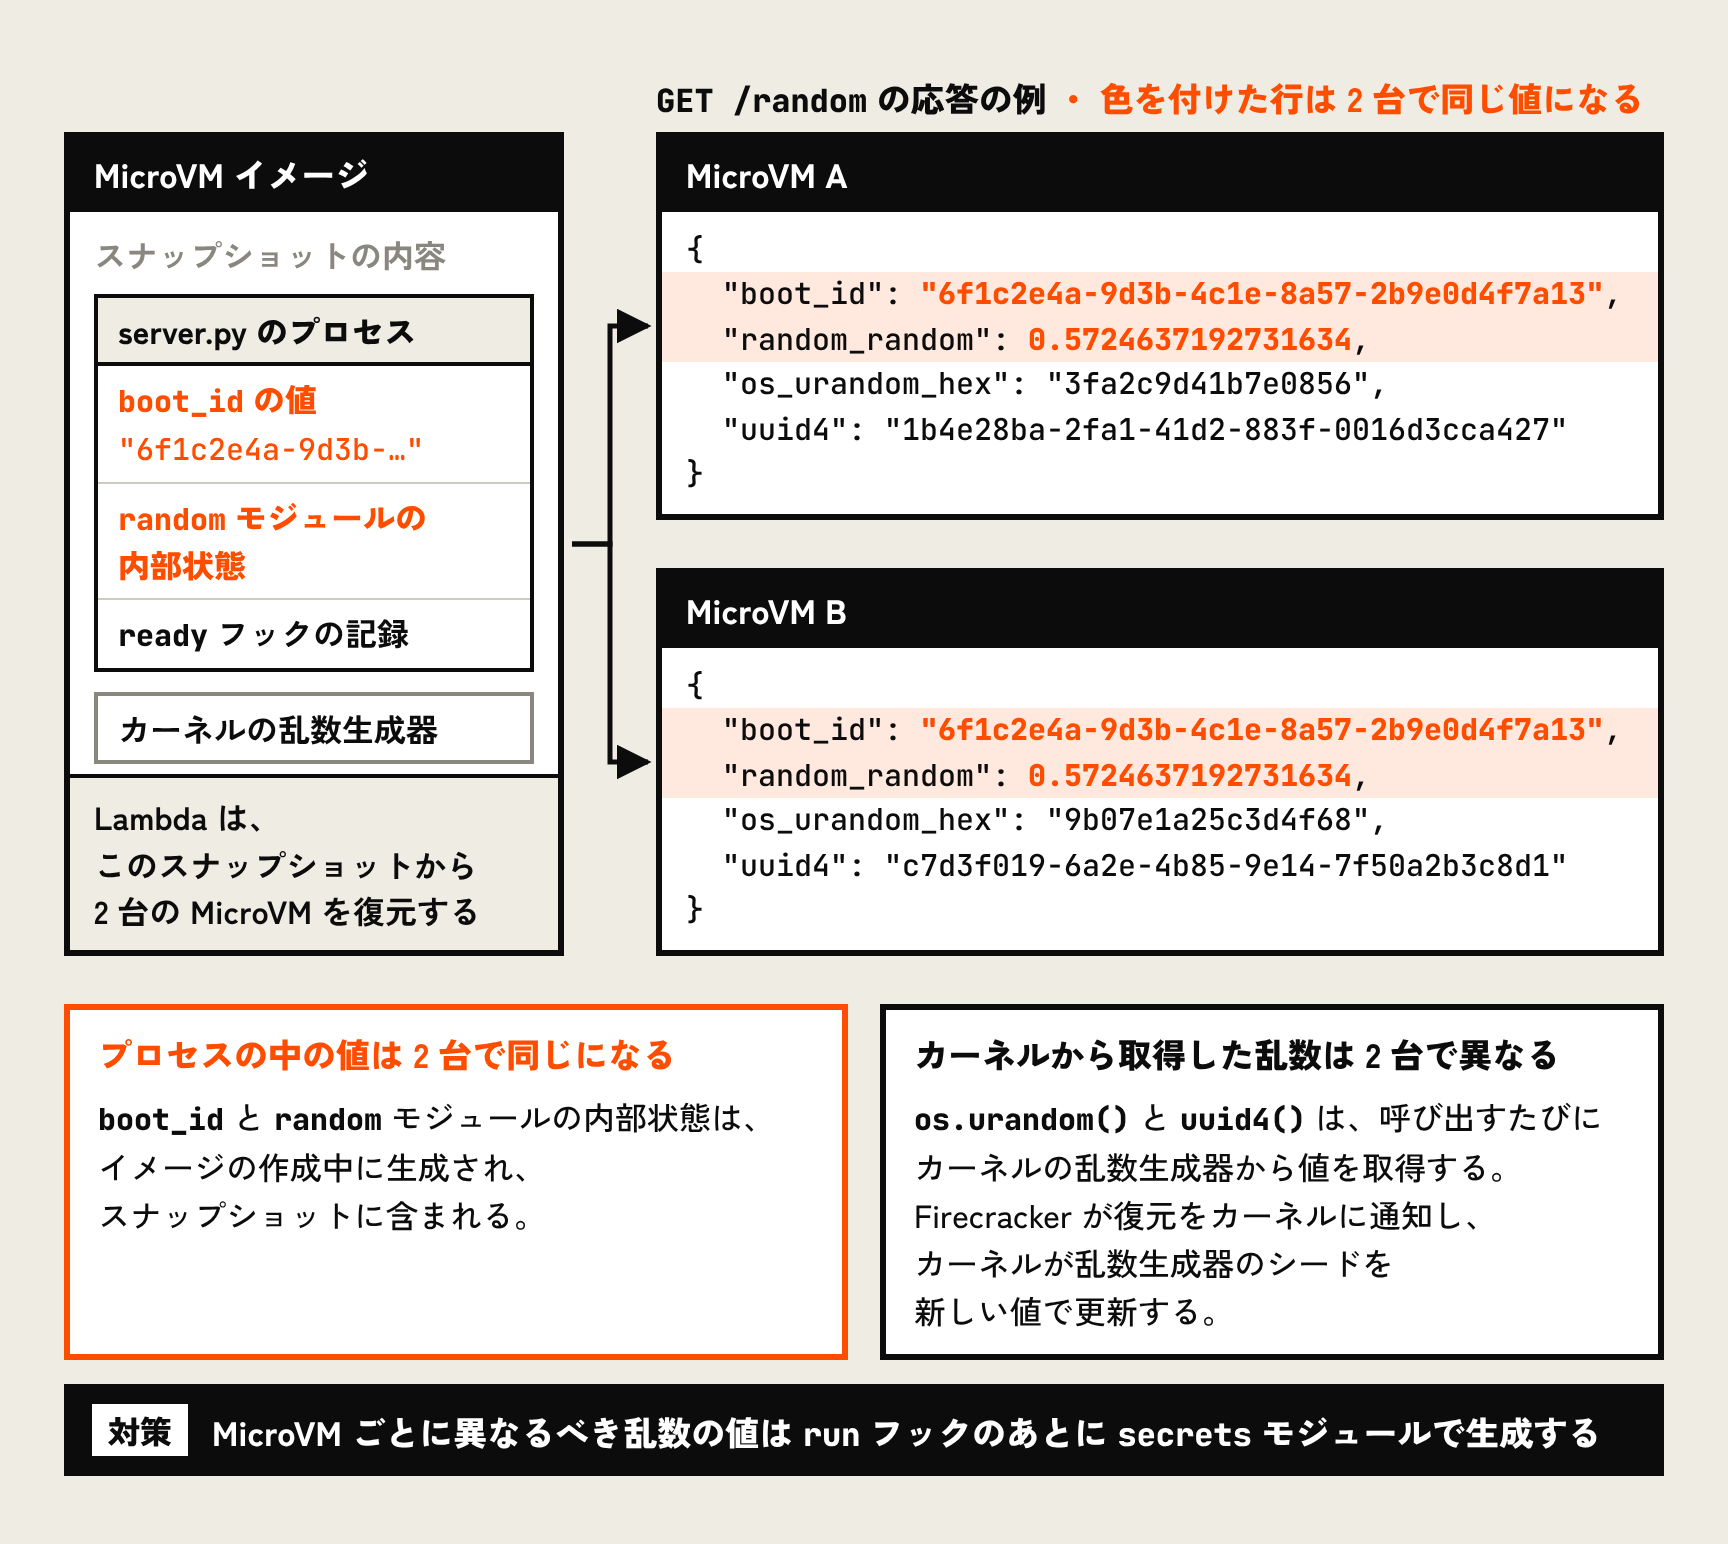 GET /random の応答の例 ・ 色を付けた行は 2 台で同じ値になる
MicroVM イメージ
スナップショットの内容
server.py のプロセス
boot_id の値
"6f1c2e4a-9d3b-…"
random モジュールの
内部状態
ready フックの記録
カーネルの乱数生成器
Lambda は、
このスナップショットから
2 台の MicroVM を復元する
MicroVM A
{
"boot_id": "6f1c2e4a-9d3b-4c1e-8a57-2b9e0d4f7a13",
"random_random": 0.5724637192731634,
"os_urandom_hex": "3fa2c9d41b7e0856",
"uuid4": "1b4e28ba-2fa1-41d2-883f-0016d3cca427"
}
MicroVM B
{
"boot_id": "6f1c2e4a-9d3b-4c1e-8a57-2b9e0d4f7a13",
"random_random": 0.5724637192731634,
"os_urandom_hex": "9b07e1a25c3d4f68",
"uuid4": "c7d3f019-6a2e-4b85-9e14-7f50a2b3c8d1"
}
プロセスの中の値は 2 台で同じになる
boot_id と random モジュールの内部状態は、
イメージの作成中に生成され、
スナップショットに含まれる。
カーネルから取得した乱数は 2 台で異なる
os.urandom() と uuid4() は、呼び出すたびに
カーネルの乱数生成器から値を取得する。
Firecracker が復元をカーネルに通知し、
カーネルが乱数生成器のシードを
新しい値で更新する。
対策 MicroVM ごとに異なるべき乱数の値は run フックのあとに secrets モジュールで生成する